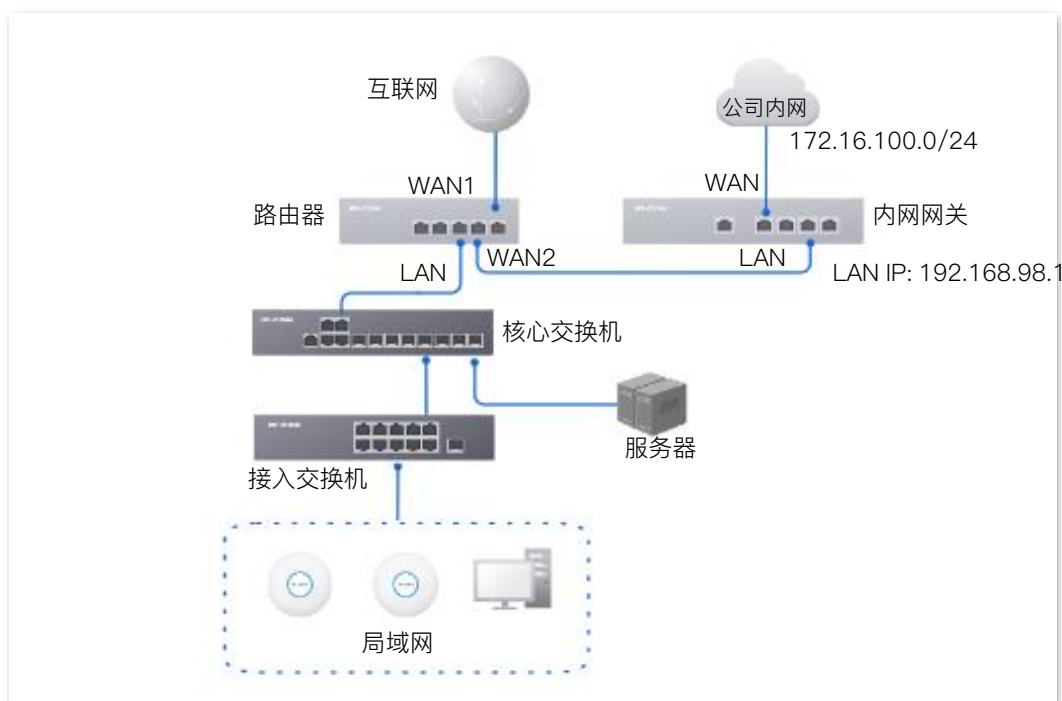 互联网
公司内网
172.16.100.0/24
WAN1
WAN
路由器
内网网关
LAN
WAN2
LAN
LAN IP: 192.168.98.1
核心交换机
服务器
接入交换机
局域网